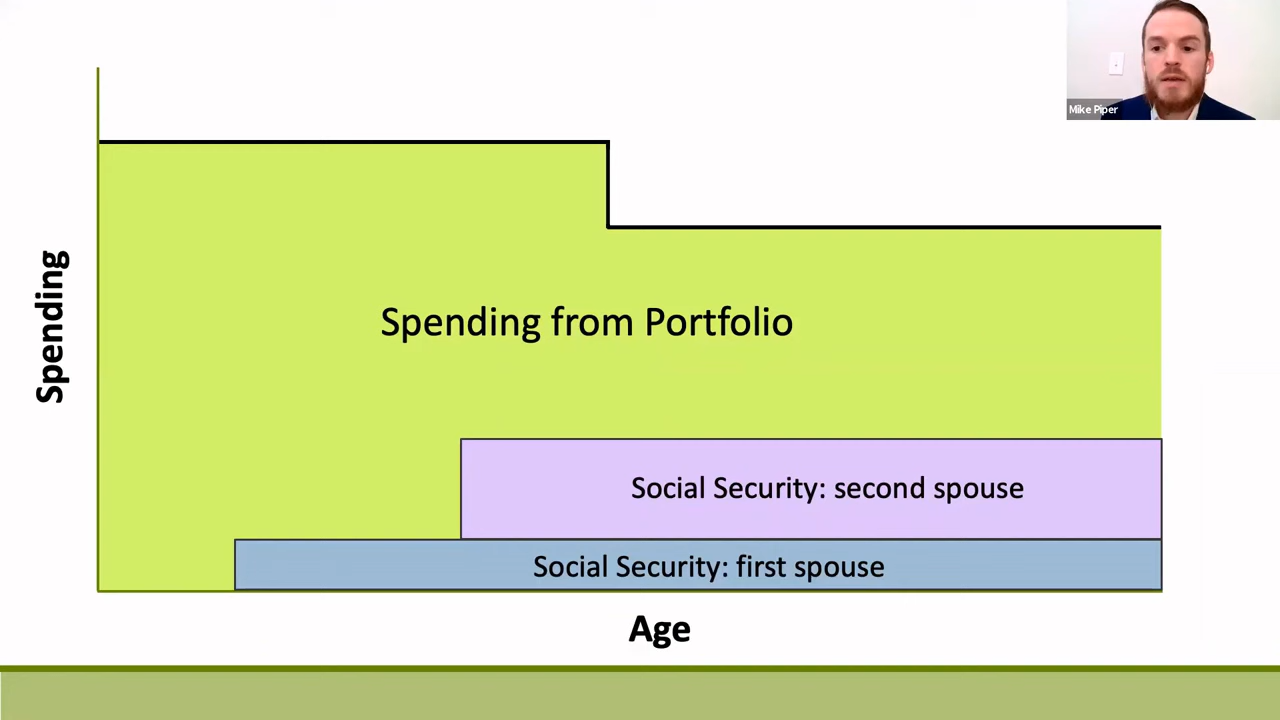 Mike Piper
Spending
Spending from Portfolio
Social Security: second spouse
Social Security: first spouse
Age